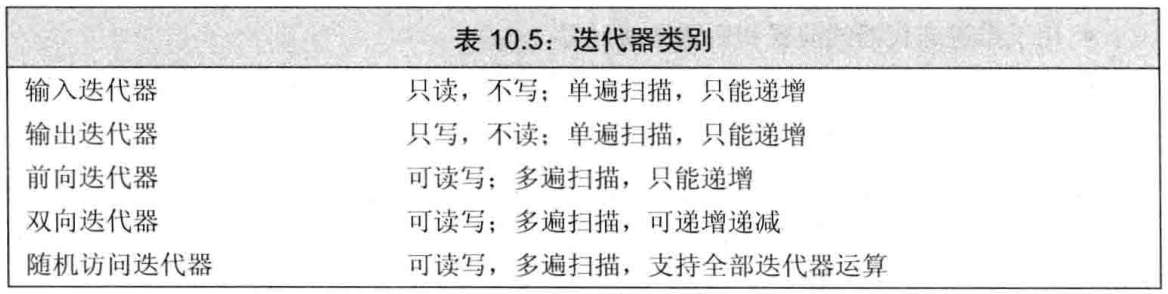 表 10.5：迭代器类别
输入迭代器 只读，不写；单遍扫描，只能递增
输出迭代器 只写，不读；单遍扫描，只能递增
前向迭代器 可读写；多遍扫描，只能递增
双向迭代器 可读写；多遍扫描，可递增递减
随机访问迭代器 可读写，多遍扫描，支持全部迭代器运算